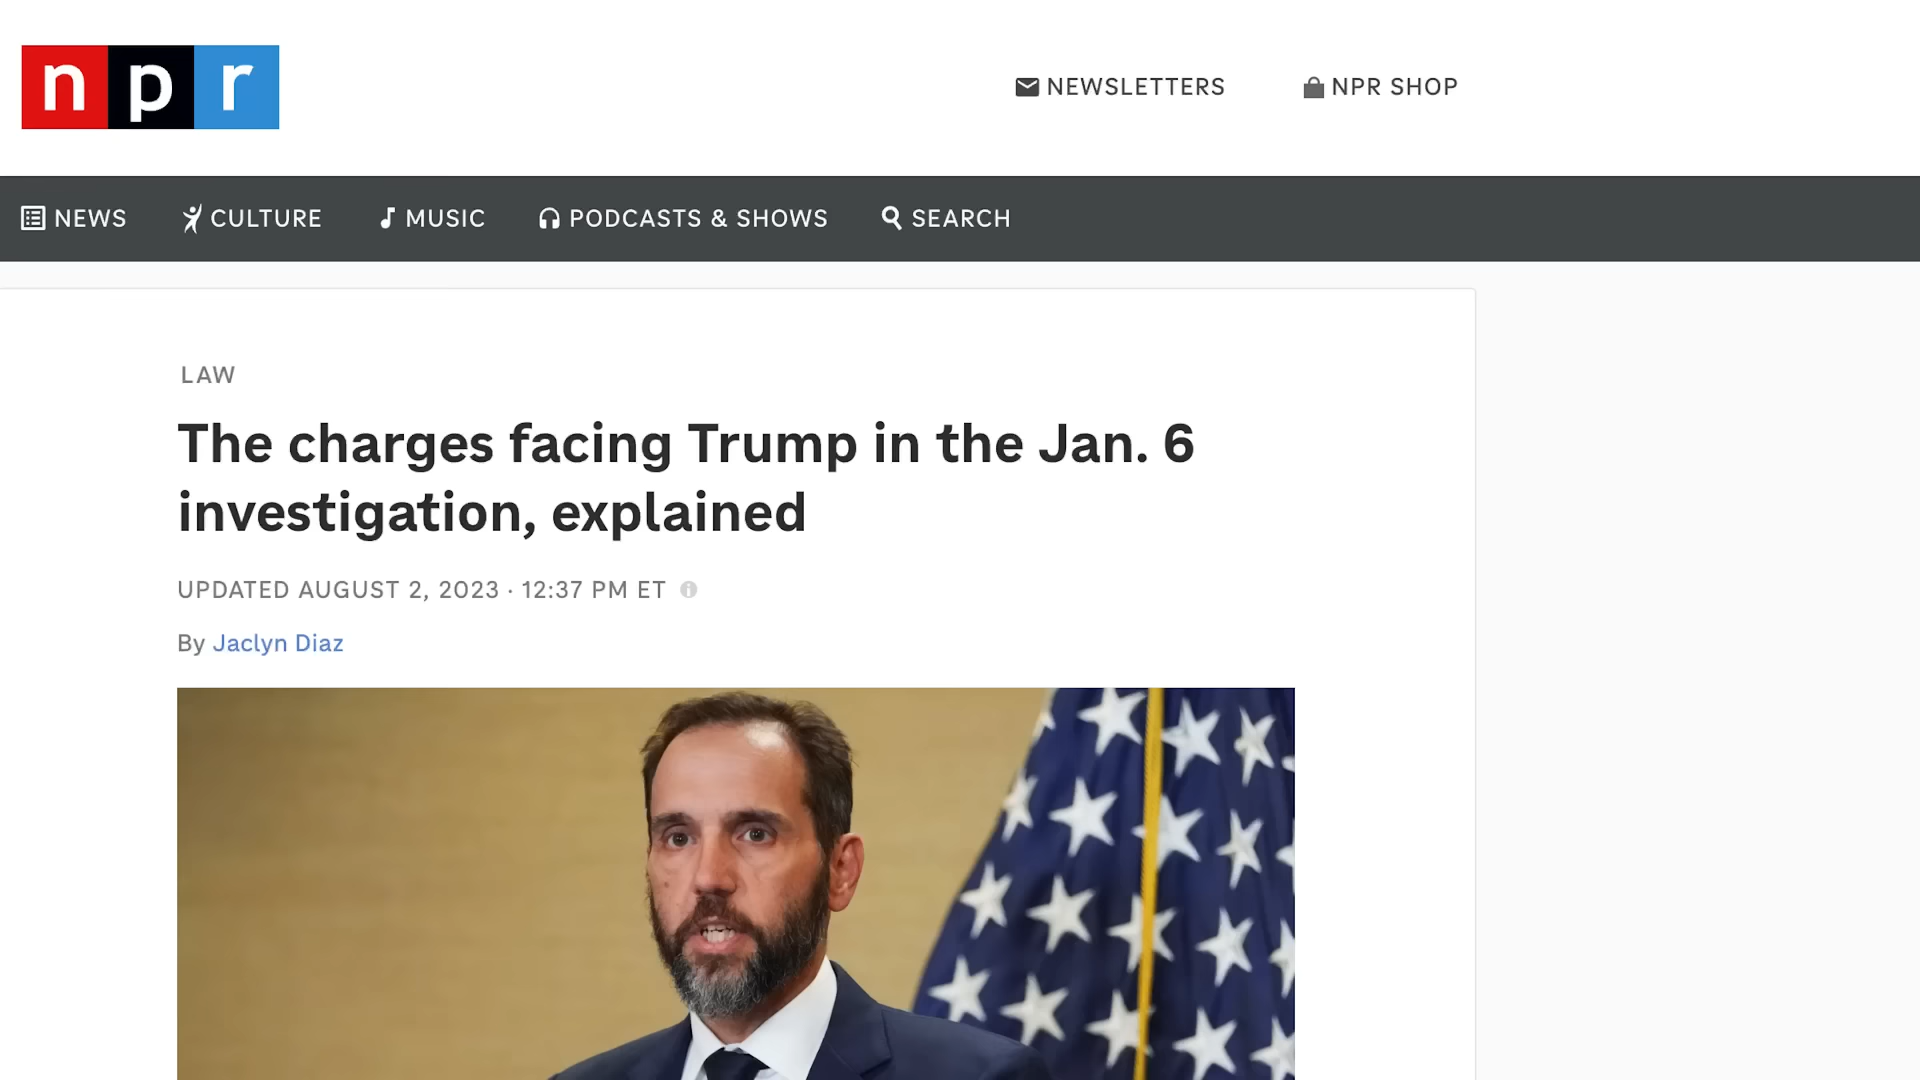 npr
NEWSLETTERS
NPR SHOP
NEWS
CULTURE
MUSIC
PODCASTS & SHOWS
SEARCH
LAW
The charges facing Trump in the Jan. 6
investigation, explained
UPDATED AUGUST 2, 2023 · 12:37 PM ET
By Jaclyn Diaz